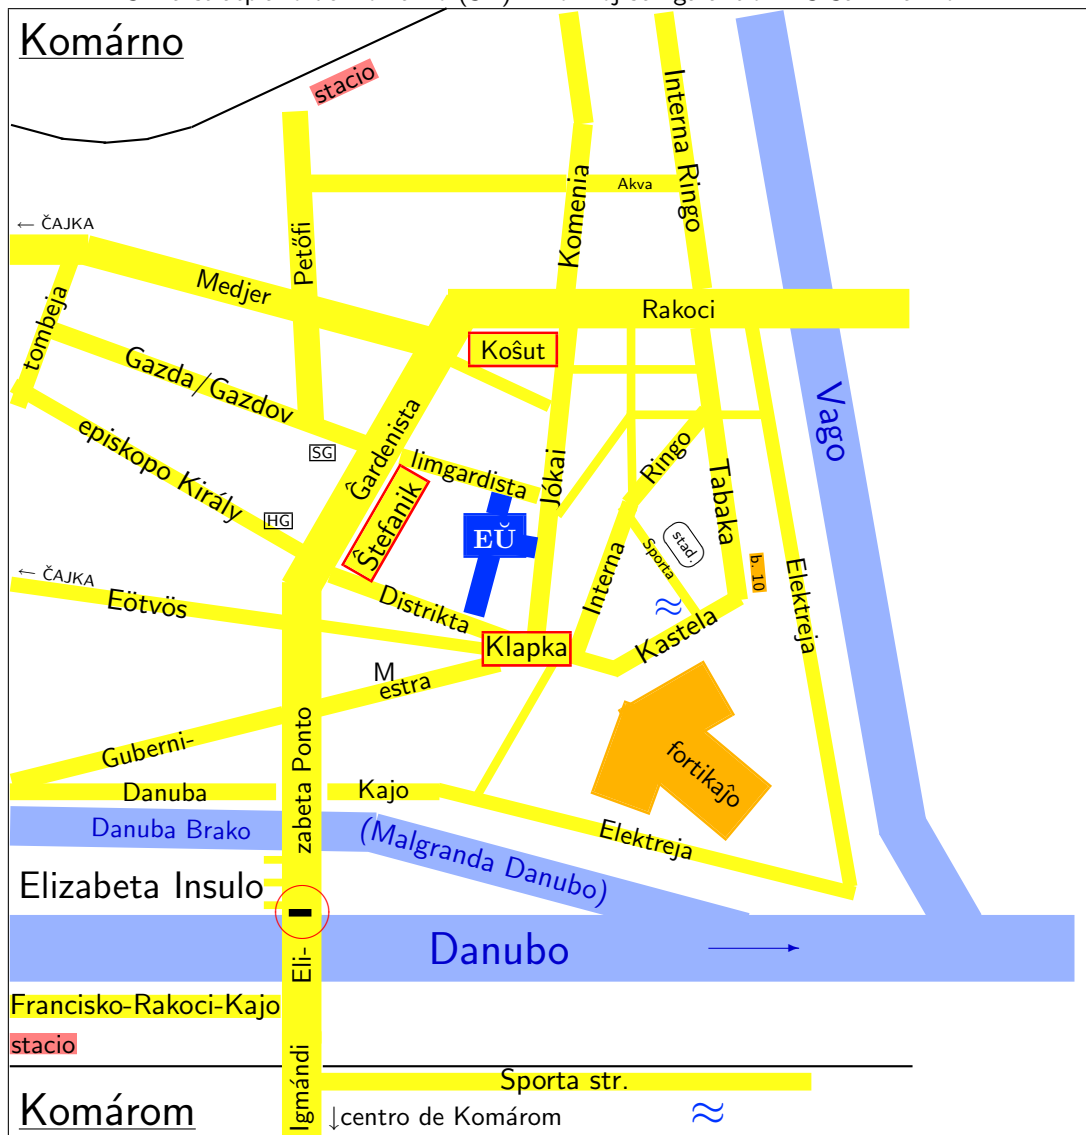 Komárno
stacio
Interna Ringo
Akva
Komenia
← ČAJKA
Petőfi
Medjer
Rakoci
tombeja
Koŝut
Gazda/Gazdov
Vago
Ĝardenista
episkopo Király
SG
limgardista
Jókai
Ringo
Tabaka
Ŝtefanik
HG
EŬ
stad.
Sporta
b. 10
Interna
Elektreja
← ČAJKA
Eötvös
Distrikta
Kastela
Klapka
M
estra
Guberni-
zabeta Ponto
fortikaĵo
Danuba
Kajo
Danuba Brako
(Malgranda Danubo)
Elektreja
Elizabeta Insulo
Eli-
Danubo
Francisko-Rakoci-Kajo
stacio
Igmándi
Sporta str.
Komárom
↓centro de Komárom